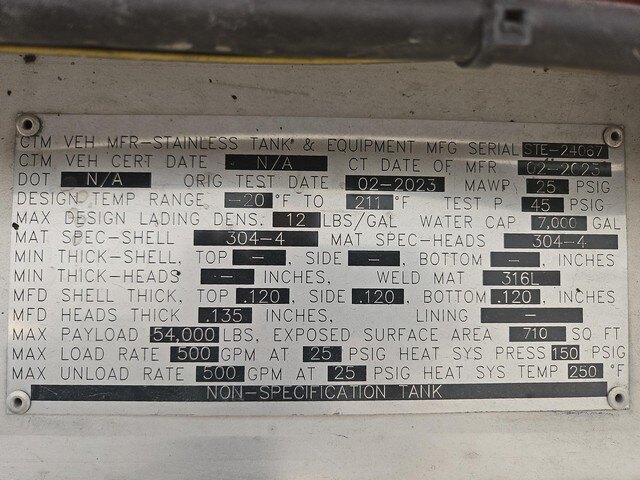 CTM VEH MFR-STAINLESS TANK & EQUIPMENT MFG SERIAL STE-24067
CTM VEH CERT DATE N/A CT DATE OF MFR 02-2023
DOT N/A ORIG TEST DATE 02-2023 MAWP 25 PSIG
DESIGN TEMP RANGE -20 °F TO 211 °F TEST P 45 PSIG
MAX DESIGN LADING DENS. 12 LBS/GAL WATER CAP 7,000 GAL
MAT SPEC-SHELL 304-4 MAT SPEC-HEADS 304-4
MIN THICK-SHELL, TOP -, SIDE -, BOTTOM -, INCHES
MIN THICK-HEADS - INCHES, WELD MAT 316L
MFD SHELL THICK, TOP .120, SIDE .120, BOTTOM .120, INCHES
MFD HEADS THICK .135 INCHES, LINING -
MAX PAYLOAD 54,000 LBS, EXPOSED SURFACE AREA 710 SQ FT
MAX LOAD RATE 500 GPM AT 25 PSIG HEAT SYS PRESS 150 PSIG
MAX UNLOAD RATE 500 GPM AT 25 PSIG HEAT SYS TEMP 250 °F
NON-SPECIFICATION TANK